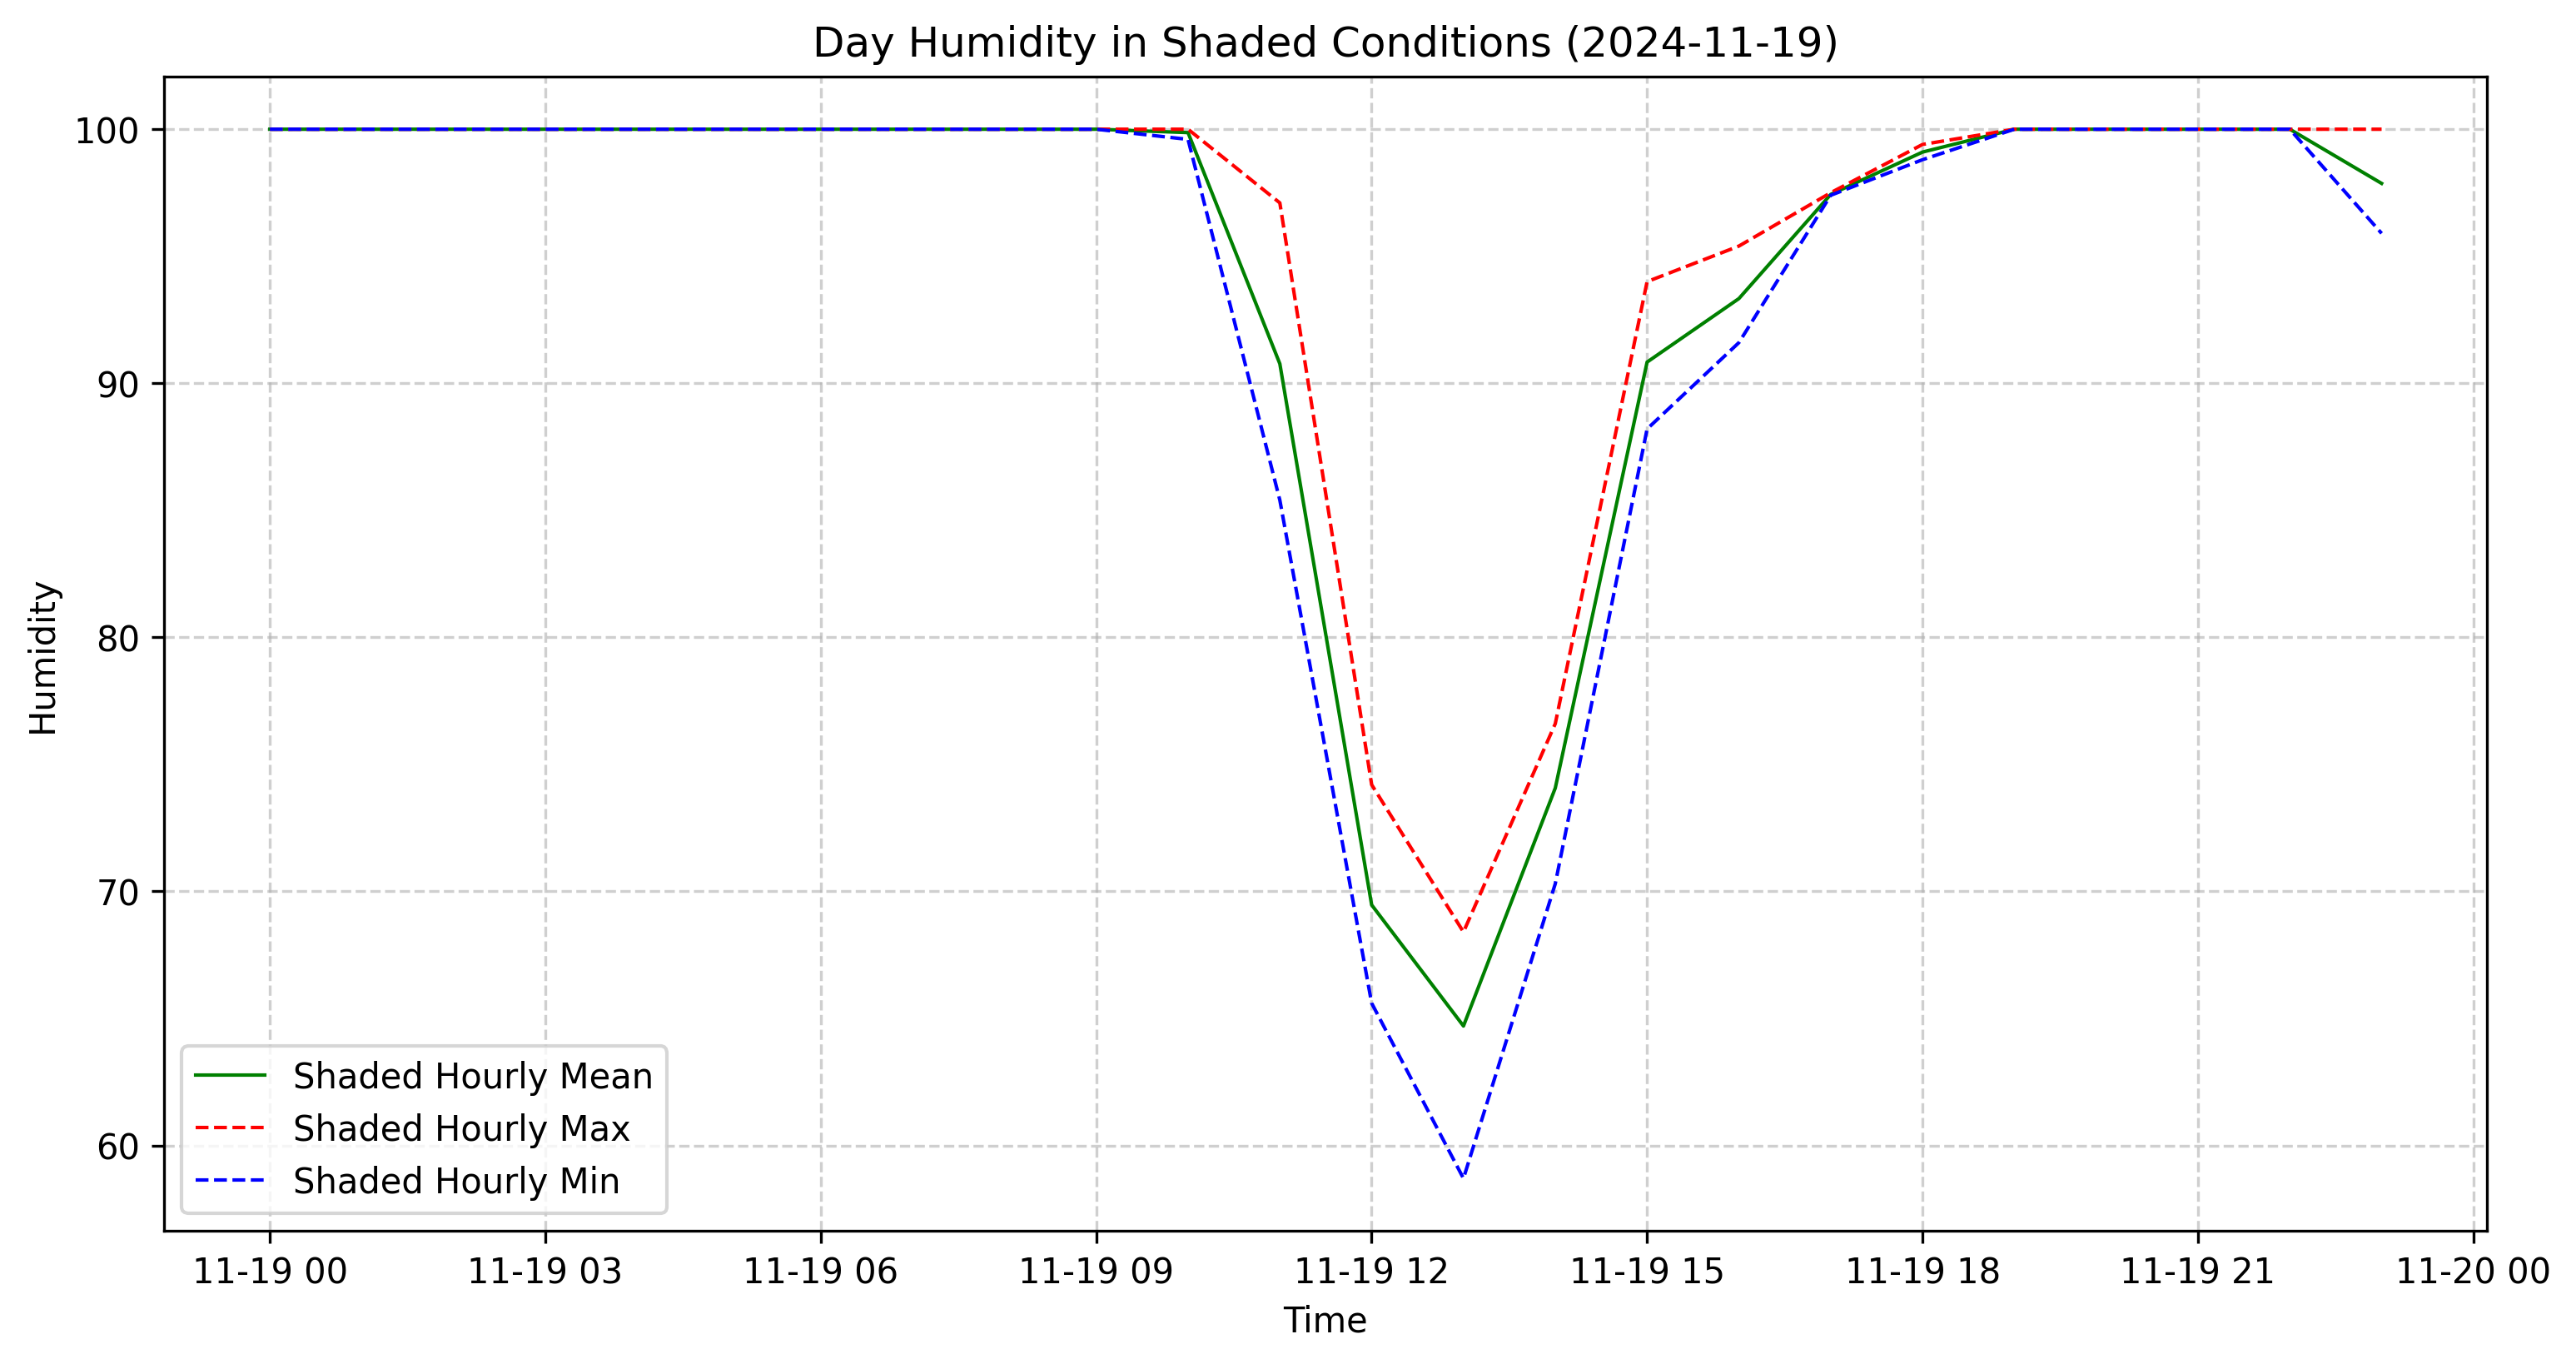 Day Humidity in Shaded Conditions (2024-11-19)
Humidity
100
90
80
70
60
Shaded Hourly Mean
Shaded Hourly Max
Shaded Hourly Min
11-19 00 11-19 03 11-19 06 11-19 09 11-19 12 11-19 15 11-19 18 11-19 21 11-20 00
Time